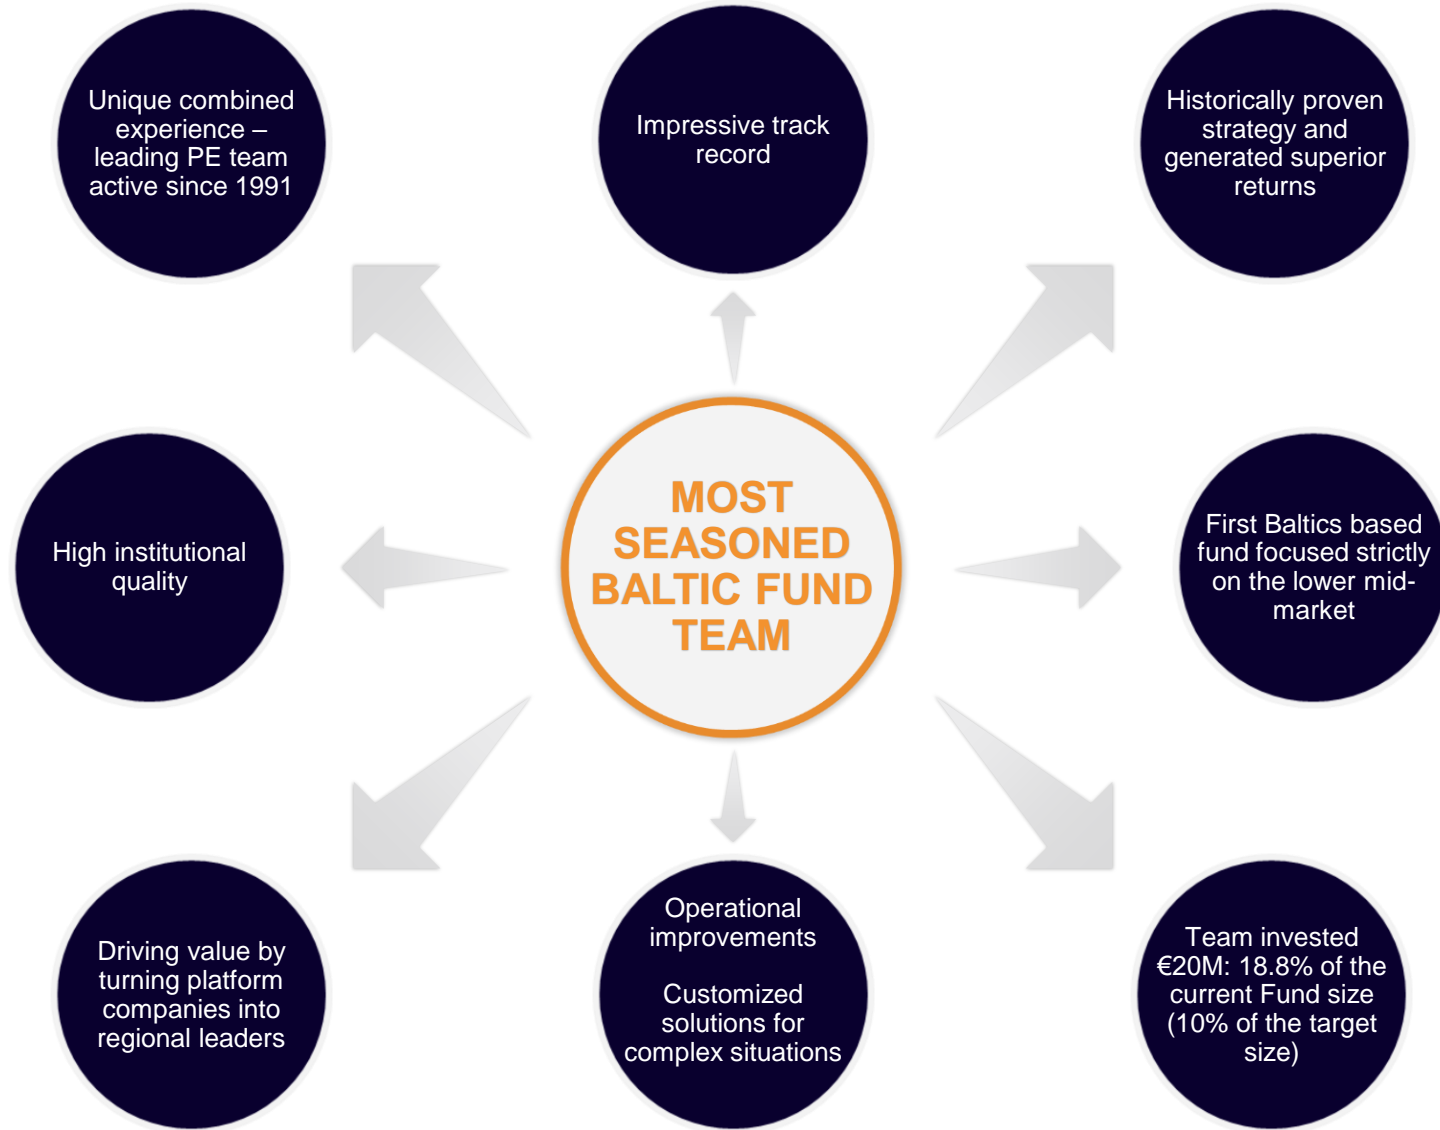 Unique combined
experience –
leading PE team
active since 1991
Impressive track
record
Historically proven
strategy and
generated superior
returns
High institutional
quality
MOST
SEASONED
BALTIC FUND
TEAM
First Baltics based
fund focused strictly
on the lower mid-
market
Driving value by
turning platform
companies into
regional leaders
Operational
improvements
Customized
solutions for
complex situations
Team invested
€20M: 18.8% of the
current Fund size
(10% of the target
size)